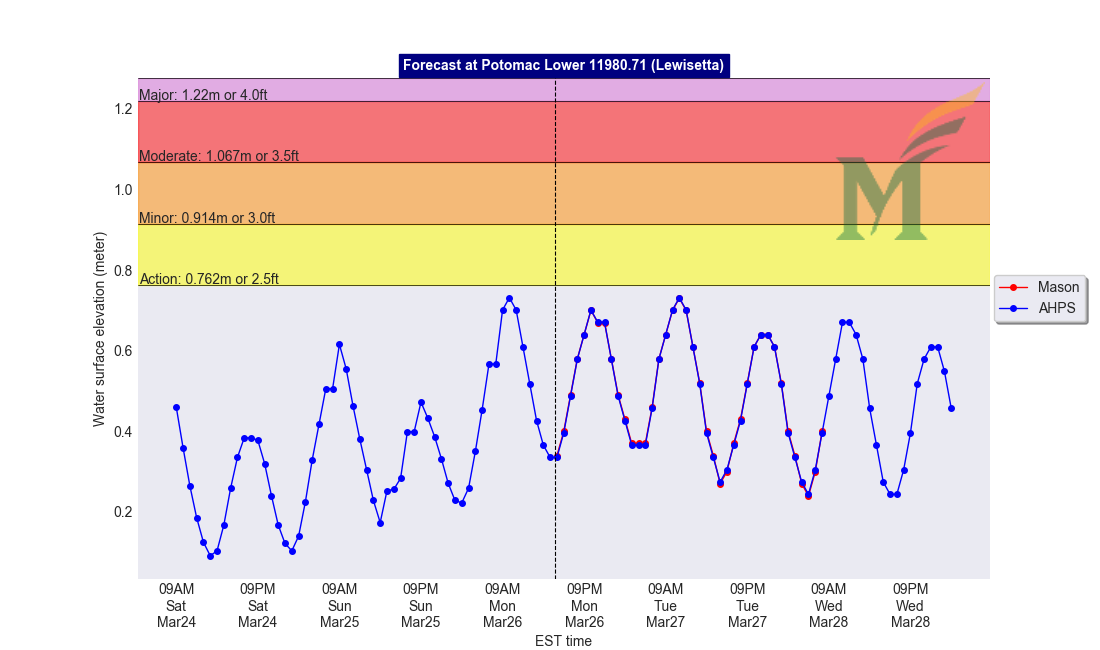 Forecast at Potomac Lower 11980.71 (Lewisetta)
Major: 1.22m or 4.0ft
Moderate: 1.067m or 3.5ft
Minor: 0.914m or 3.0ft
Action: 0.762m or 2.5ft
1.2
1.0
0.8
0.6
0.4
0.2
Water surface elevation (meter)
M
Mason
AHPS
09AM 09PM 09AM 09PM 09AM 09PM 09AM 09PM 09AM 09PM
Sat Sat Sun Sun Mon Mon Tue Tue Wed Wed
Mar24 Mar24 Mar25 Mar25 Mar26 Mar26 Mar27 Mar27 Mar28 Mar28
EST time